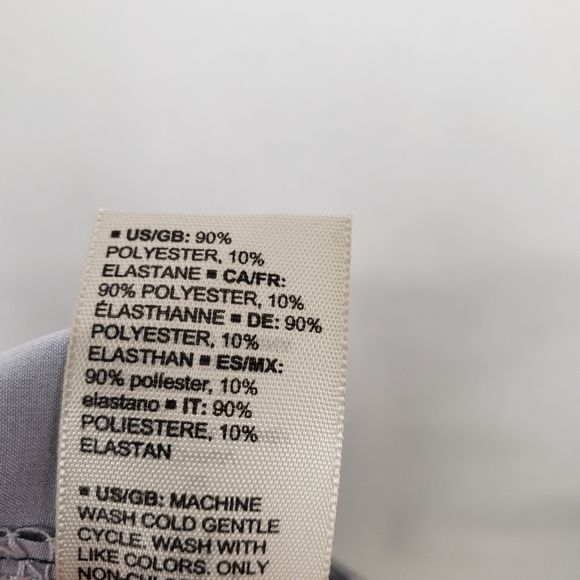 ▪ US/GB: 90%
POLYESTER, 10%
ELASTANE ▪ CA/FR:
90% POLYESTER, 10%
ÉLASTHANNE ▪ DE: 90%
POLYESTER, 10%
ELASTHAN ▪ ES/MX:
90% poliester, 10%
elastano ▪ IT: 90%
POLIESTERE, 10%
ELASTAN
▪ US/GB: MACHINE
WASH COLD GENTLE
CYCLE. WASH WITH
LIKE COLORS. ONLY